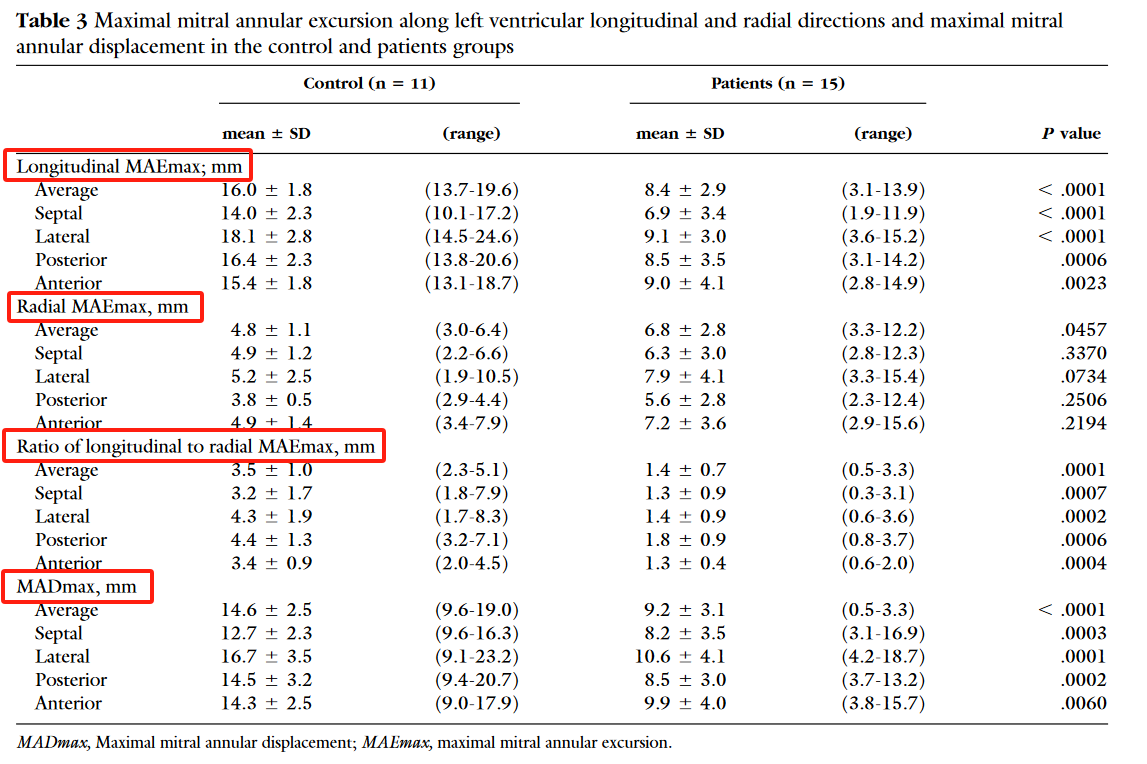 Table 3 Maximal mitral annular excursion along left ventricular longitudinal and radial directions and maximal mitral
annular displacement in the control and patients groups
Control (n = 11) Patients (n = 15)
mean ± SD (range) mean ± SD (range) P value
Longitudinal MAEmax; mm
Average 16.0 ± 1.8 (13.7-19.6) 8.4 ± 2.9 (3.1-13.9) < .0001
Septal 14.0 ± 2.3 (10.1-17.2) 6.9 ± 3.4 (1.9-11.9) < .0001
Lateral 18.1 ± 2.8 (14.5-24.6) 9.1 ± 3.0 (3.6-15.2) < .0001
Posterior 16.4 ± 2.3 (13.8-20.6) 8.5 ± 3.5 (3.1-14.2) .0006
Anterior 15.4 ± 1.8 (13.1-18.7) 9.0 ± 4.1 (2.8-14.9) .0023
Radial MAEmax, mm
Average 4.8 ± 1.1 (3.0-6.4) 6.8 ± 2.8 (3.3-12.2) .0457
Septal 4.9 ± 1.2 (2.2-6.6) 6.3 ± 3.0 (2.8-12.3) .3370
Lateral 5.2 ± 2.5 (1.9-10.5) 7.9 ± 4.1 (3.3-15.4) .0734
Posterior 3.8 ± 0.5 (2.9-4.4) 5.6 ± 2.8 (2.3-12.4) .2506
Anterior 4.9 ± 1.4 (3.4-7.9) 7.2 ± 3.6 (2.9-15.6) .2194
Ratio of longitudinal to radial MAEmax, mm
Average 3.5 ± 1.0 (2.3-5.1) 1.4 ± 0.7 (0.5-3.3) .0001
Septal 3.2 ± 1.7 (1.8-7.9) 1.3 ± 0.9 (0.3-3.1) .0007
Lateral 4.3 ± 1.9 (1.7-8.3) 1.4 ± 0.9 (0.6-3.6) .0002
Posterior 4.4 ± 1.3 (3.2-7.1) 1.8 ± 0.9 (0.8-3.7) .0006
Anterior 3.4 ± 0.9 (2.0-4.5) 1.3 ± 0.4 (0.6-2.0) .0004
MADmax, mm
Average 14.6 ± 2.5 (9.6-19.0) 9.2 ± 3.1 (0.5-3.3) < .0001
Septal 12.7 ± 2.3 (9.6-16.3) 8.2 ± 3.5 (3.1-16.9) .0003
Lateral 16.7 ± 3.5 (9.1-23.2) 10.6 ± 4.1 (4.2-18.7) .0001
Posterior 14.5 ± 3.2 (9.4-20.7) 8.5 ± 3.0 (3.7-13.2) .0002
Anterior 14.3 ± 2.5 (9.0-17.9) 9.9 ± 4.0 (3.8-15.7) .0060
MADmax, Maximal mitral annular displacement; MAEmax, maximal mitral annular excursion.